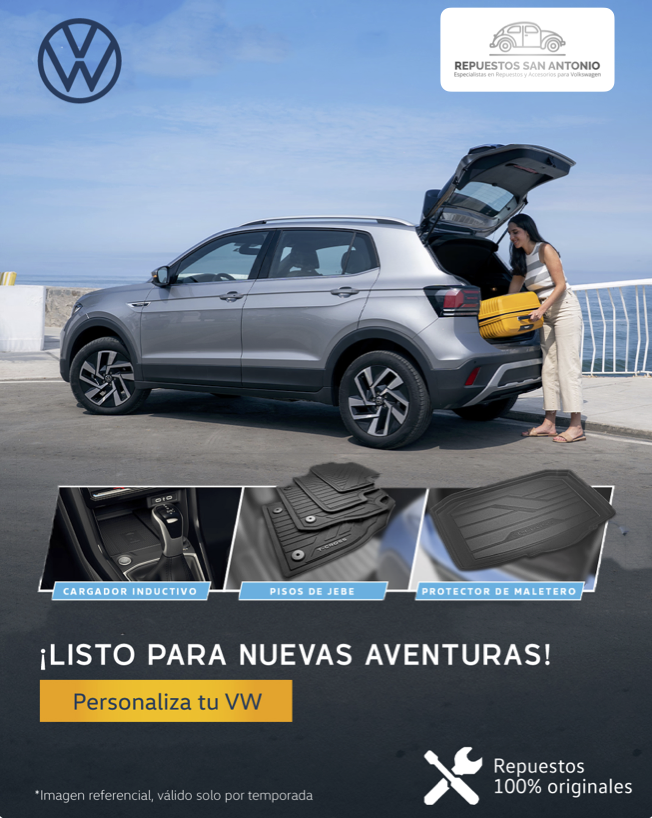 REPUESTOS SAN ANTONIO
Especialistas en Repuestos y Accesorios para Volkswagen
CARGADOR INDUCTIVO
PISOS DE JEBE
PROTECTOR DE MALETERO
¡LISTO PARA NUEVAS AVENTURAS!
Personaliza tu VW
Repuestos
100% originales
*Imagen referencial, válido solo por temporada